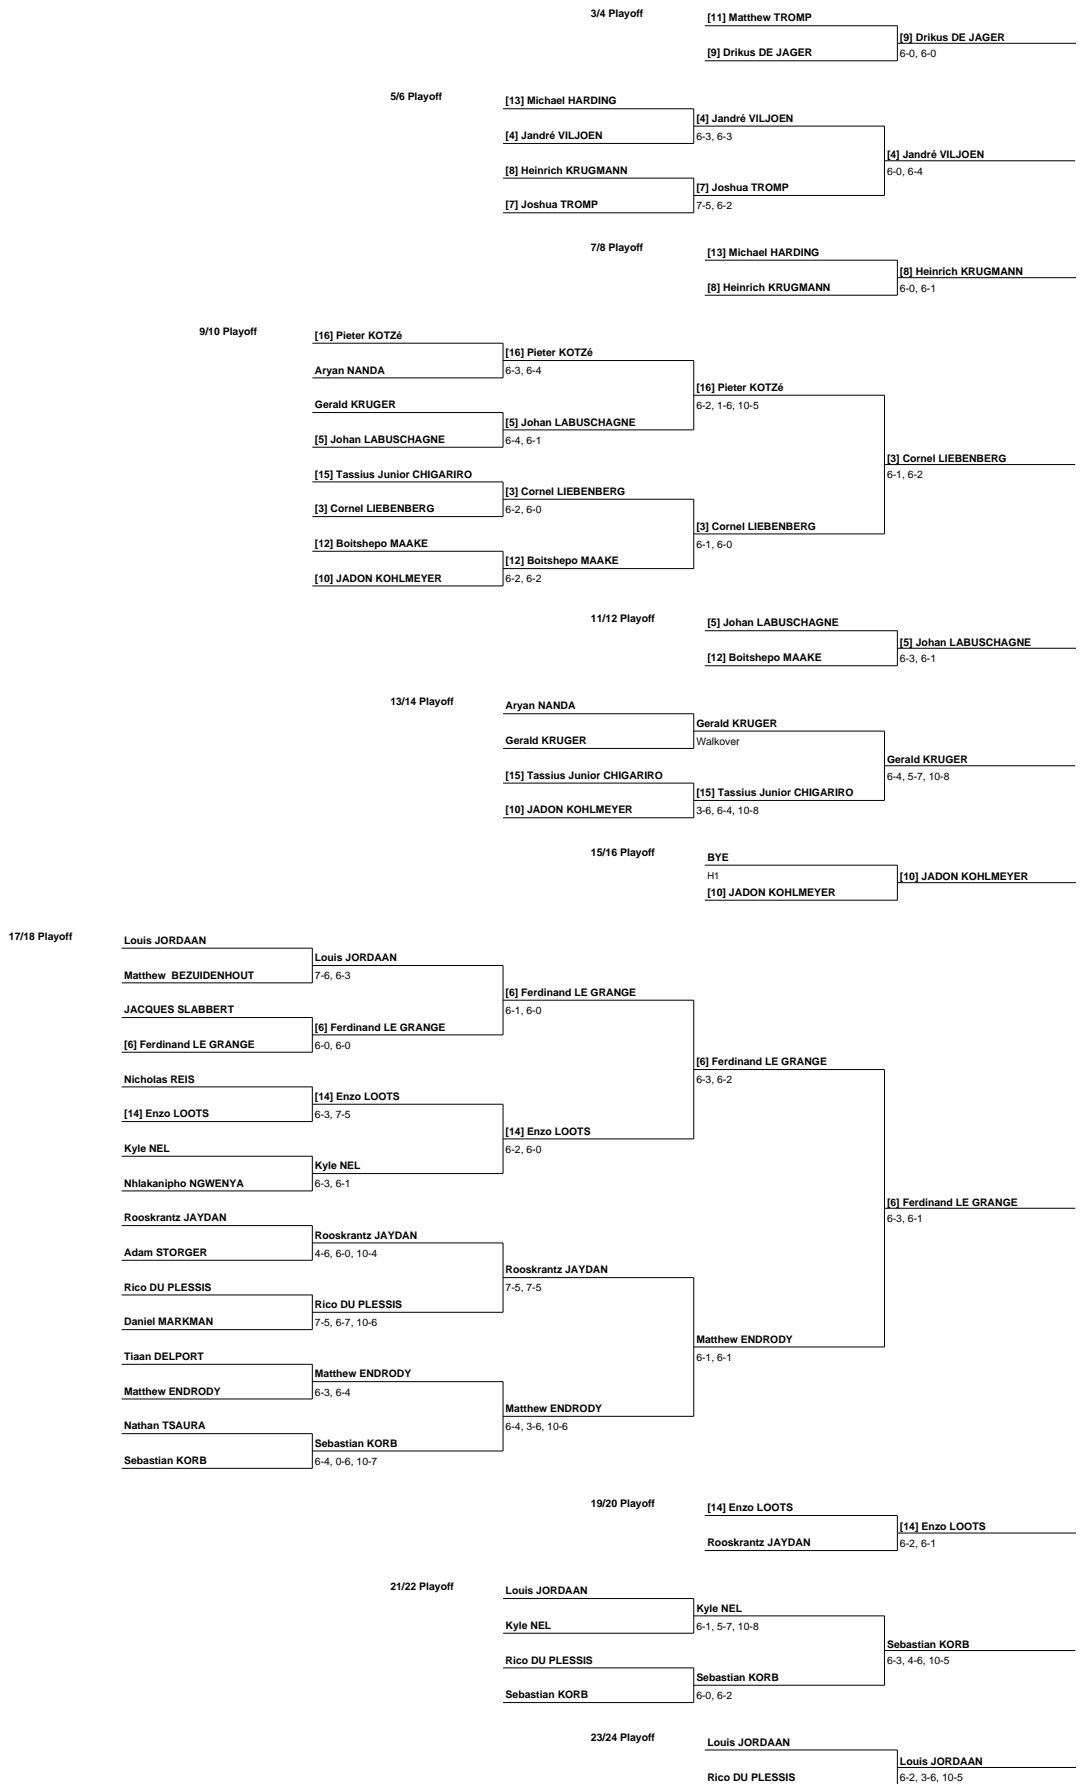 3/4 Playoff
[11] Matthew TROMP
[9] Drikus DE JAGER
[9] Drikus DE JAGER
6-0, 6-0
5/6 Playoff
[13] Michael HARDING
[4] Jandré VILJOEN
[4] Jandré VILJOEN
6-3, 6-3
[4] Jandré VILJOEN
6-0, 6-4
[8] Heinrich KRUGMANN
[7] Joshua TROMP
[7] Joshua TROMP
7-5, 6-2
7/8 Playoff
[13] Michael HARDING
[8] Heinrich KRUGMANN
[8] Heinrich KRUGMANN
6-0, 6-1
9/10 Playoff
[16] Pieter KOTZé
[16] Pieter KOTZé
Aryan NANDA
6-3, 6-4
[16] Pieter KOTZé
6-2, 1-6, 10-5
Gerald KRUGER
[5] Johan LABUSCHAGNE
[5] Johan LABUSCHAGNE
6-4, 6-1
[3] Cornel LIEBENBERG
6-1, 6-2
[15] Tassius Junior CHIGARIRO
[3] Cornel LIEBENBERG
[3] Cornel LIEBENBERG
6-2, 6-0
[3] Cornel LIEBENBERG
6-1, 6-0
[12] Boitshepo MAAKE
[12] Boitshepo MAAKE
[10] JADON KOHLMEYER
6-2, 6-2
11/12 Playoff
[5] Johan LABUSCHAGNE
[5] Johan LABUSCHAGNE
[12] Boitshepo MAAKE
6-3, 6-1
13/14 Playoff
Aryan NANDA
Gerald KRUGER
Gerald KRUGER
Walkover
Gerald KRUGER
6-4, 5-7, 10-8
[15] Tassius Junior CHIGARIRO
[15] Tassius Junior CHIGARIRO
[10] JADON KOHLMEYER
3-6, 6-4, 10-8
15/16 Playoff
BYE
H1
[10] JADON KOHLMEYER
[10] JADON KOHLMEYER
17/18 Playoff
Louis JORDAAN
Louis JORDAAN
Matthew  BEZUIDENHOUT
7-6, 6-3
[6] Ferdinand LE GRANGE
6-1, 6-0
JACQUES SLABBERT
[6] Ferdinand LE GRANGE
[6] Ferdinand LE GRANGE
6-0, 6-0
[6] Ferdinand LE GRANGE
6-3, 6-2
Nicholas REIS
[14] Enzo LOOTS
[14] Enzo LOOTS
6-3, 7-5
[14] Enzo LOOTS
6-2, 6-0
Kyle NEL
Kyle NEL
Nhlakanipho NGWENYA
6-3, 6-1
[6] Ferdinand LE GRANGE
6-3, 6-1
Rooskrantz JAYDAN
Rooskrantz JAYDAN
Adam STORGER
4-6, 6-0, 10-4
Rooskrantz JAYDAN
7-5, 7-5
Rico DU PLESSIS
Rico DU PLESSIS
Daniel MARKMAN
7-5, 6-7, 10-6
Matthew ENDRODY
6-1, 6-1
Tiaan DELPORT
Matthew ENDRODY
Matthew ENDRODY
6-3, 6-4
Matthew ENDRODY
6-4, 3-6, 10-6
Nathan TSAURA
Sebastian KORB
Sebastian KORB
6-4, 0-6, 10-7
19/20 Playoff
[14] Enzo LOOTS
[14] Enzo LOOTS
Rooskrantz JAYDAN
6-2, 6-1
21/22 Playoff
Louis JORDAAN
Kyle NEL
Kyle NEL
6-1, 5-7, 10-8
Sebastian KORB
6-3, 4-6, 10-5
Rico DU PLESSIS
Sebastian KORB
Sebastian KORB
6-0, 6-2
23/24 Playoff
Louis JORDAAN
Louis JORDAAN
Rico DU PLESSIS
6-2, 3-6, 10-5